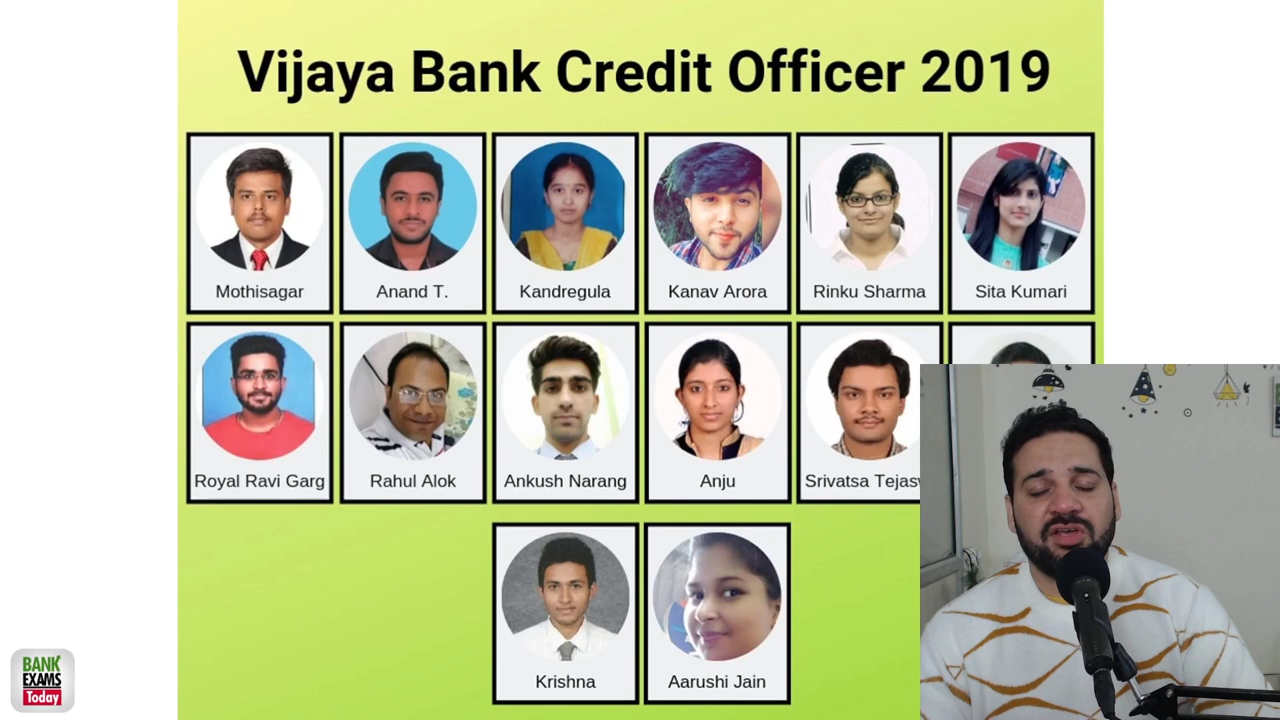 Vijaya Bank Credit Officer 2019
Mothisagar
Anand T.
Kandregula
Kanav Arora
Rinku Sharma
Sita Kumari
Royal Ravi Garg
Rahul Alok
Ankush Narang
Anju
Srivatsa
Krishna
Aarushi Jain
BANK
EXAMS
Today